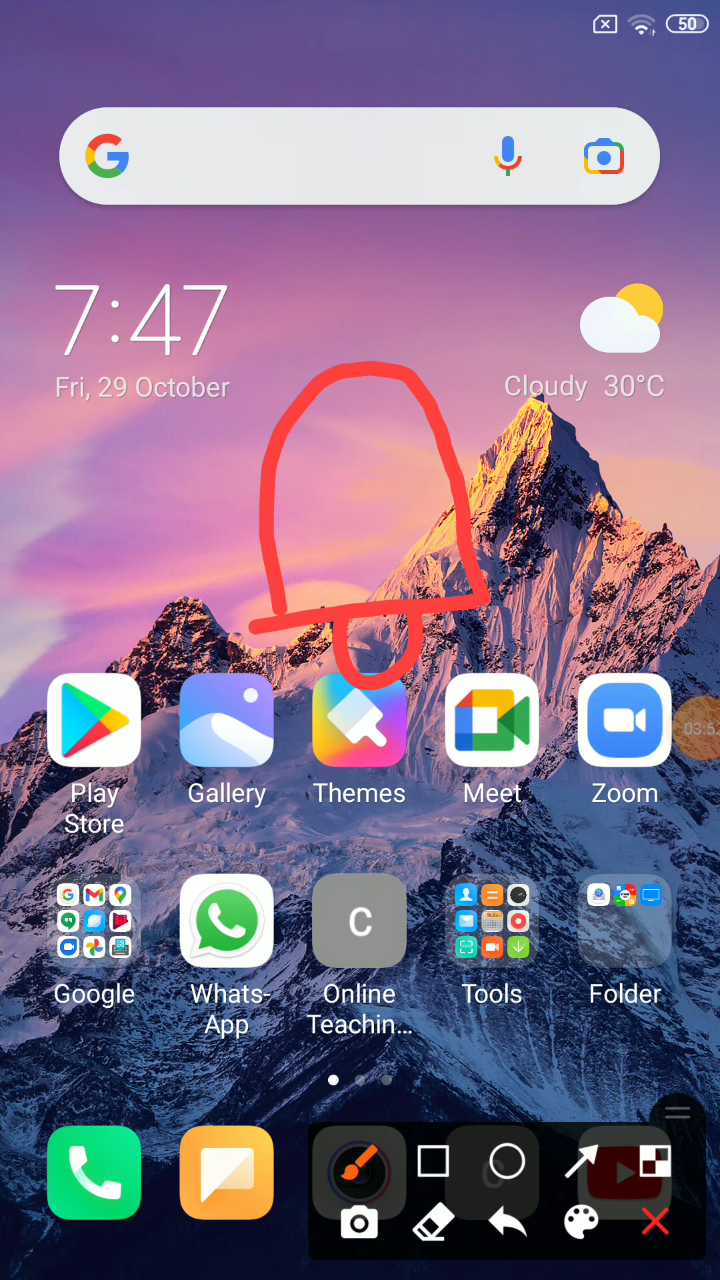 50
7:47
Fri, 29 October
Cloudy 30°C
Play Store
Gallery
Themes
Meet
Zoom
Google
Whats-App
C
Online Teachin...
Tools
Folder